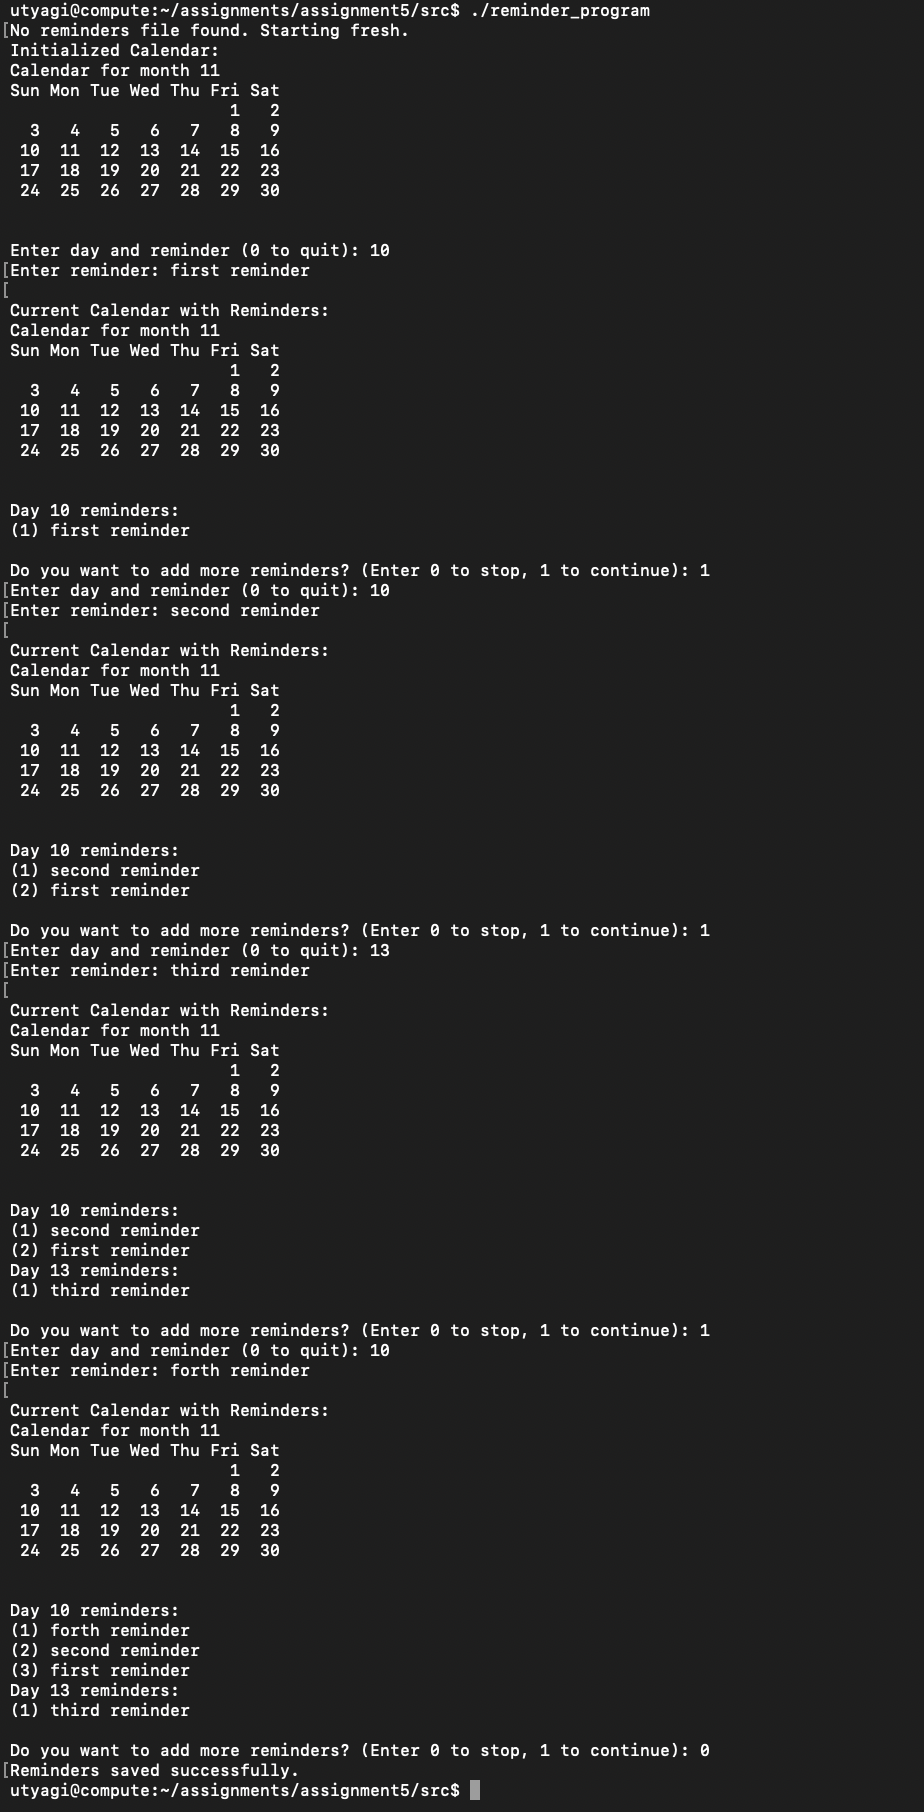 utyagi@compute:~/assignments/assignment5/src$ ./reminder_program
[No reminders file found. Starting fresh.
Initialized Calendar:
Calendar for month 11
Sun Mon Tue Wed Thu Fri Sat
                      1   2
  3   4   5   6   7   8   9
 10  11  12  13  14  15  16
 17  18  19  20  21  22  23
 24  25  26  27  28  29  30
Enter day and reminder (0 to quit): 10
[Enter reminder: first reminder
[
Current Calendar with Reminders:
Calendar for month 11
Sun Mon Tue Wed Thu Fri Sat
                      1   2
  3   4   5   6   7   8   9
 10  11  12  13  14  15  16
 17  18  19  20  21  22  23
 24  25  26  27  28  29  30
Day 10 reminders:
(1) first reminder
Do you want to add more reminders? (Enter 0 to stop, 1 to continue): 1
[Enter day and reminder (0 to quit): 10
[Enter reminder: second reminder
[
Current Calendar with Reminders:
Calendar for month 11
Sun Mon Tue Wed Thu Fri Sat
                      1   2
  3   4   5   6   7   8   9
 10  11  12  13  14  15  16
 17  18  19  20  21  22  23
 24  25  26  27  28  29  30
Day 10 reminders:
(1) second reminder
(2) first reminder
Do you want to add more reminders? (Enter 0 to stop, 1 to continue): 1
[Enter day and reminder (0 to quit): 13
[Enter reminder: third reminder
[
Current Calendar with Reminders:
Calendar for month 11
Sun Mon Tue Wed Thu Fri Sat
                      1   2
  3   4   5   6   7   8   9
 10  11  12  13  14  15  16
 17  18  19  20  21  22  23
 24  25  26  27  28  29  30
Day 10 reminders:
(1) second reminder
(2) first reminder
Day 13 reminders:
(1) third reminder
Do you want to add more reminders? (Enter 0 to stop, 1 to continue): 1
[Enter day and reminder (0 to quit): 10
[Enter reminder: forth reminder
[
Current Calendar with Reminders:
Calendar for month 11
Sun Mon Tue Wed Thu Fri Sat
                      1   2
  3   4   5   6   7   8   9
 10  11  12  13  14  15  16
 17  18  19  20  21  22  23
 24  25  26  27  28  29  30
Day 10 reminders:
(1) forth reminder
(2) second reminder
(3) first reminder
Day 13 reminders:
(1) third reminder
Do you want to add more reminders? (Enter 0 to stop, 1 to continue): 0
[Reminders saved successfully.
utyagi@compute:~/assignments/assignment5/src$